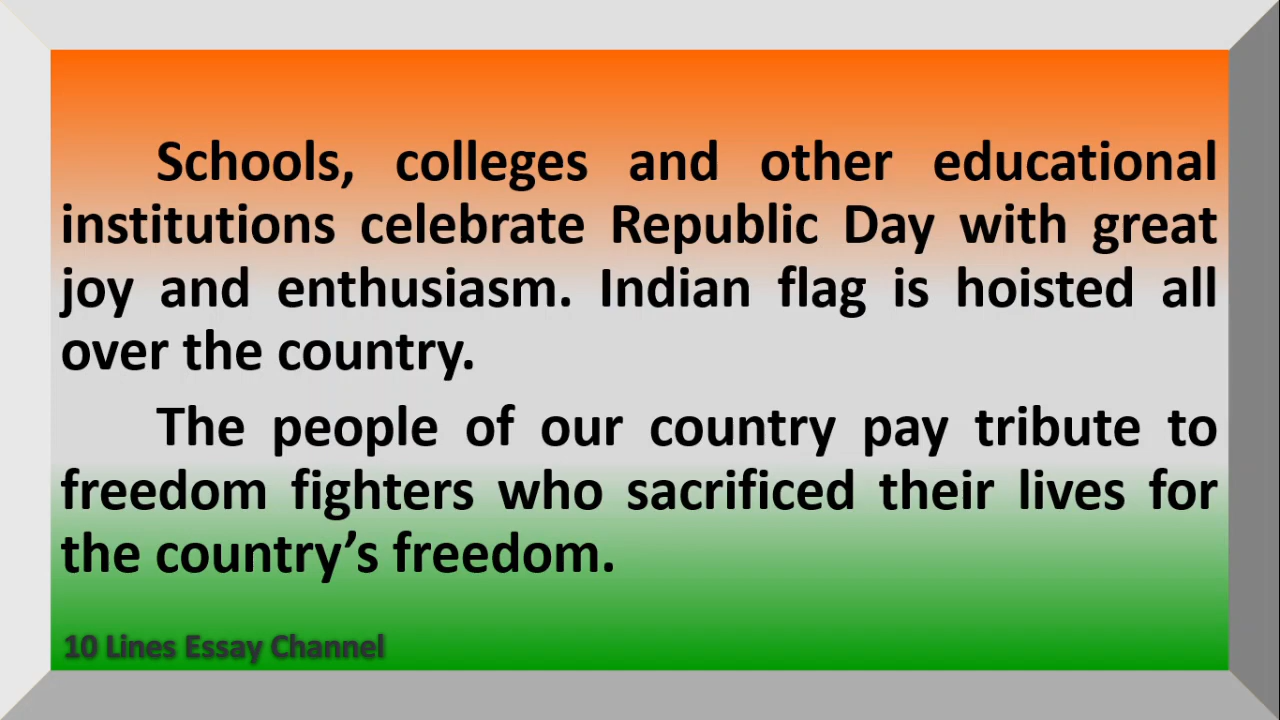 Schools, colleges and other educational
institutions celebrate Republic Day with great
joy and enthusiasm. Indian flag is hoisted all
over the country.
The people of our country pay tribute to
freedom fighters who sacrificed their lives for
the country’s freedom.
10 Lines Essay Channel